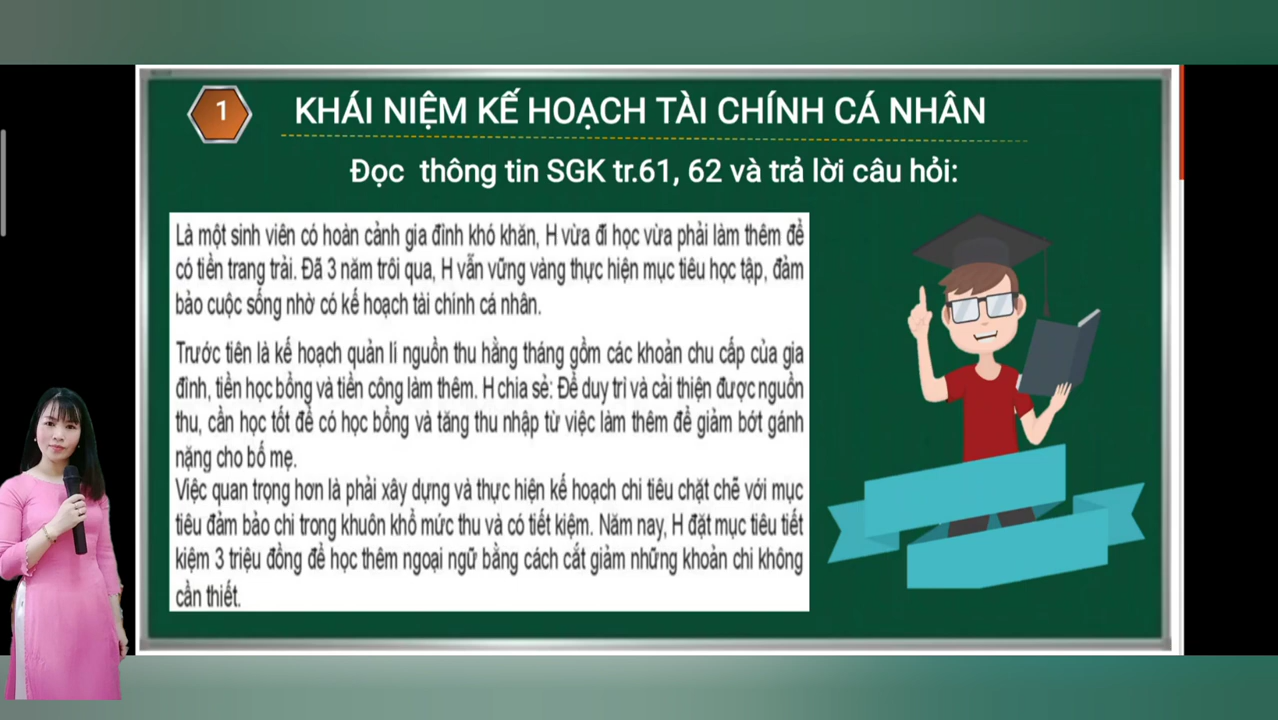 1
KHÁI NIỆM KẾ HOẠCH TÀI CHÍNH CÁ NHÂN
Đọc thông tin SGK tr.61, 62 và trả lời câu hỏi:
Là một sinh viên có hoàn cảnh gia đình khó khăn, H vừa đi học vừa phải làm thêm để
có tiền trang trải. Đã 3 năm trôi qua, H vẫn vững vàng thực hiện mục tiêu học tập, đảm
bảo cuộc sống nhờ có kế hoạch tài chính cá nhân.
Trước tiên là kế hoạch quản lí nguồn thu hằng tháng gồm các khoản chu cấp của gia
đình, tiền học bổng và tiền công làm thêm. H chia sẻ: Để duy trì và cải thiện được nguồn
thu, cần học tốt để có học bổng và tăng thu nhập từ việc làm thêm để giảm bớt gánh
nặng cho bố mẹ.
Việc quan trọng hơn là phải xây dựng và thực hiện kế hoạch chi tiêu chặt chẽ với mục
tiêu đảm bảo chi trong khuôn khổ mức thu và có tiết kiệm. Năm nay, H đặt mục tiêu tiết
kiệm 3 triệu đồng để học thêm ngoại ngữ bằng cách cắt giảm những khoản chi không
cần thiết.